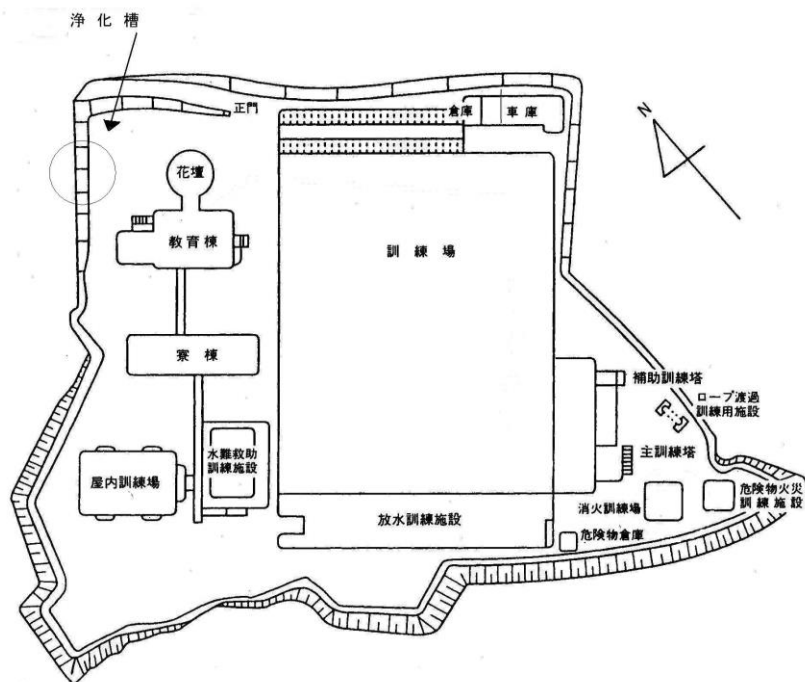 浄化槽
正門
倉庫
車庫
N
花壇
教育棟
訓練場
寮棟
補助訓練塔
ロープ渡過
訓練用施設
水難救助
訓練施設
主訓練塔
屋内訓練場
危険物火災
訓練施設
消火訓練場
放水訓練施設
危険物倉庫